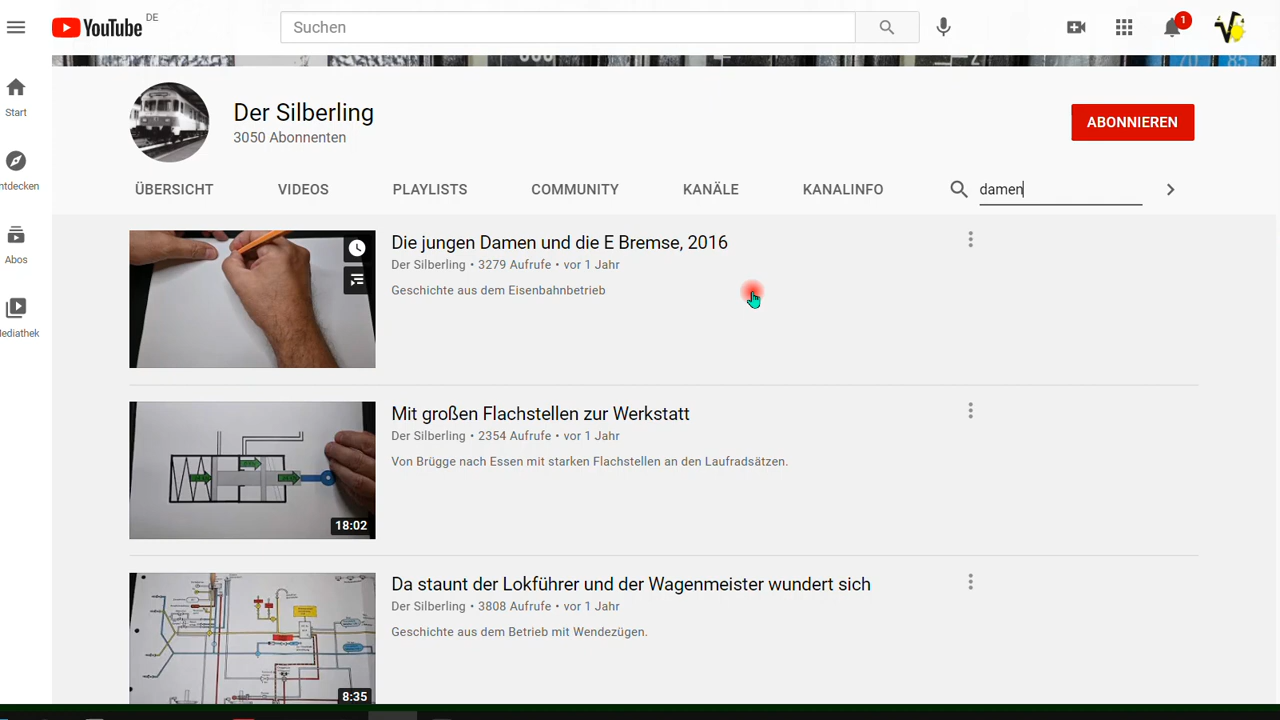 YouTube DE
Suchen
1
Start
ntdecken
Abos
Mediathek
Der Silberling
3050 Abonnenten
ABONNIEREN
ÜBERSICHT VIDEOS PLAYLISTS COMMUNITY KANÄLE KANALINFO damen
Die jungen Damen und die E Bremse, 2016
Der Silberling • 3279 Aufrufe • vor 1 Jahr
Geschichte aus dem Eisenbahnbetrieb
Mit großen Flachstellen zur Werkstatt
Der Silberling • 2354 Aufrufe • vor 1 Jahr
Von Brügge nach Essen mit starken Flachstellen an den Laufradsätzen.
18:02
Da staunt der Lokführer und der Wagenmeister wundert sich
Der Silberling • 3808 Aufrufe • vor 1 Jahr
Geschichte aus dem Betrieb mit Wendezügen.
8:35